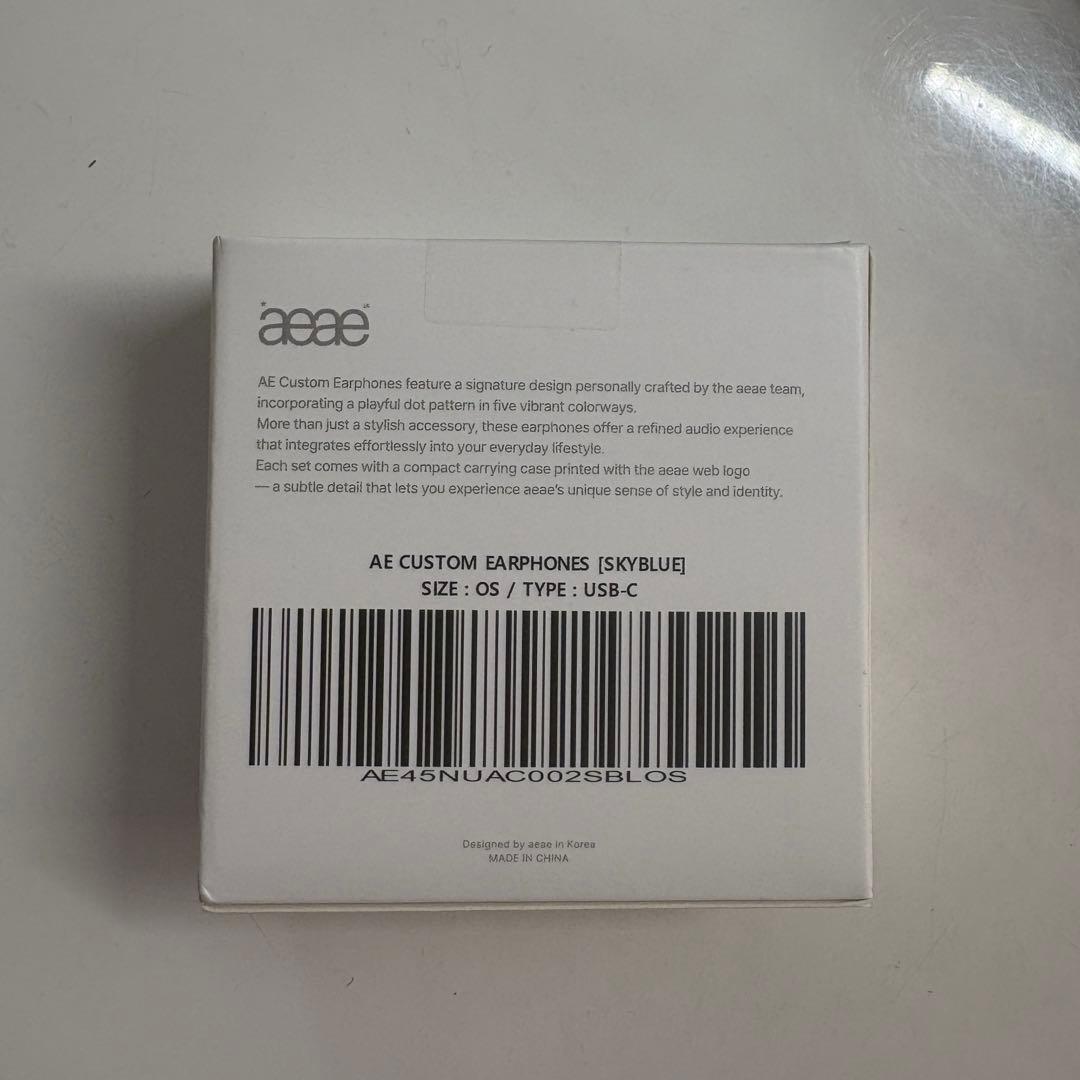 aeae
AE Custom Earphones feature a signature design personally crafted by the aeae team,
incorporating a playful dot pattern in five vibrant colorways.
More than just a stylish accessory, these earphones offer a refined audio experience
that integrates effortlessly into your everyday lifestyle.
Each set comes with a compact carrying case printed with the aeae web logo
— a subtle detail that lets you experience aeae's unique sense of style and identity.
AE CUSTOM EARPHONES [SKYBLUE]
SIZE : OS / TYPE : USB-C
AE45NUAC002SBLOS
Designed by aeae in Korea
MADE IN CHINA